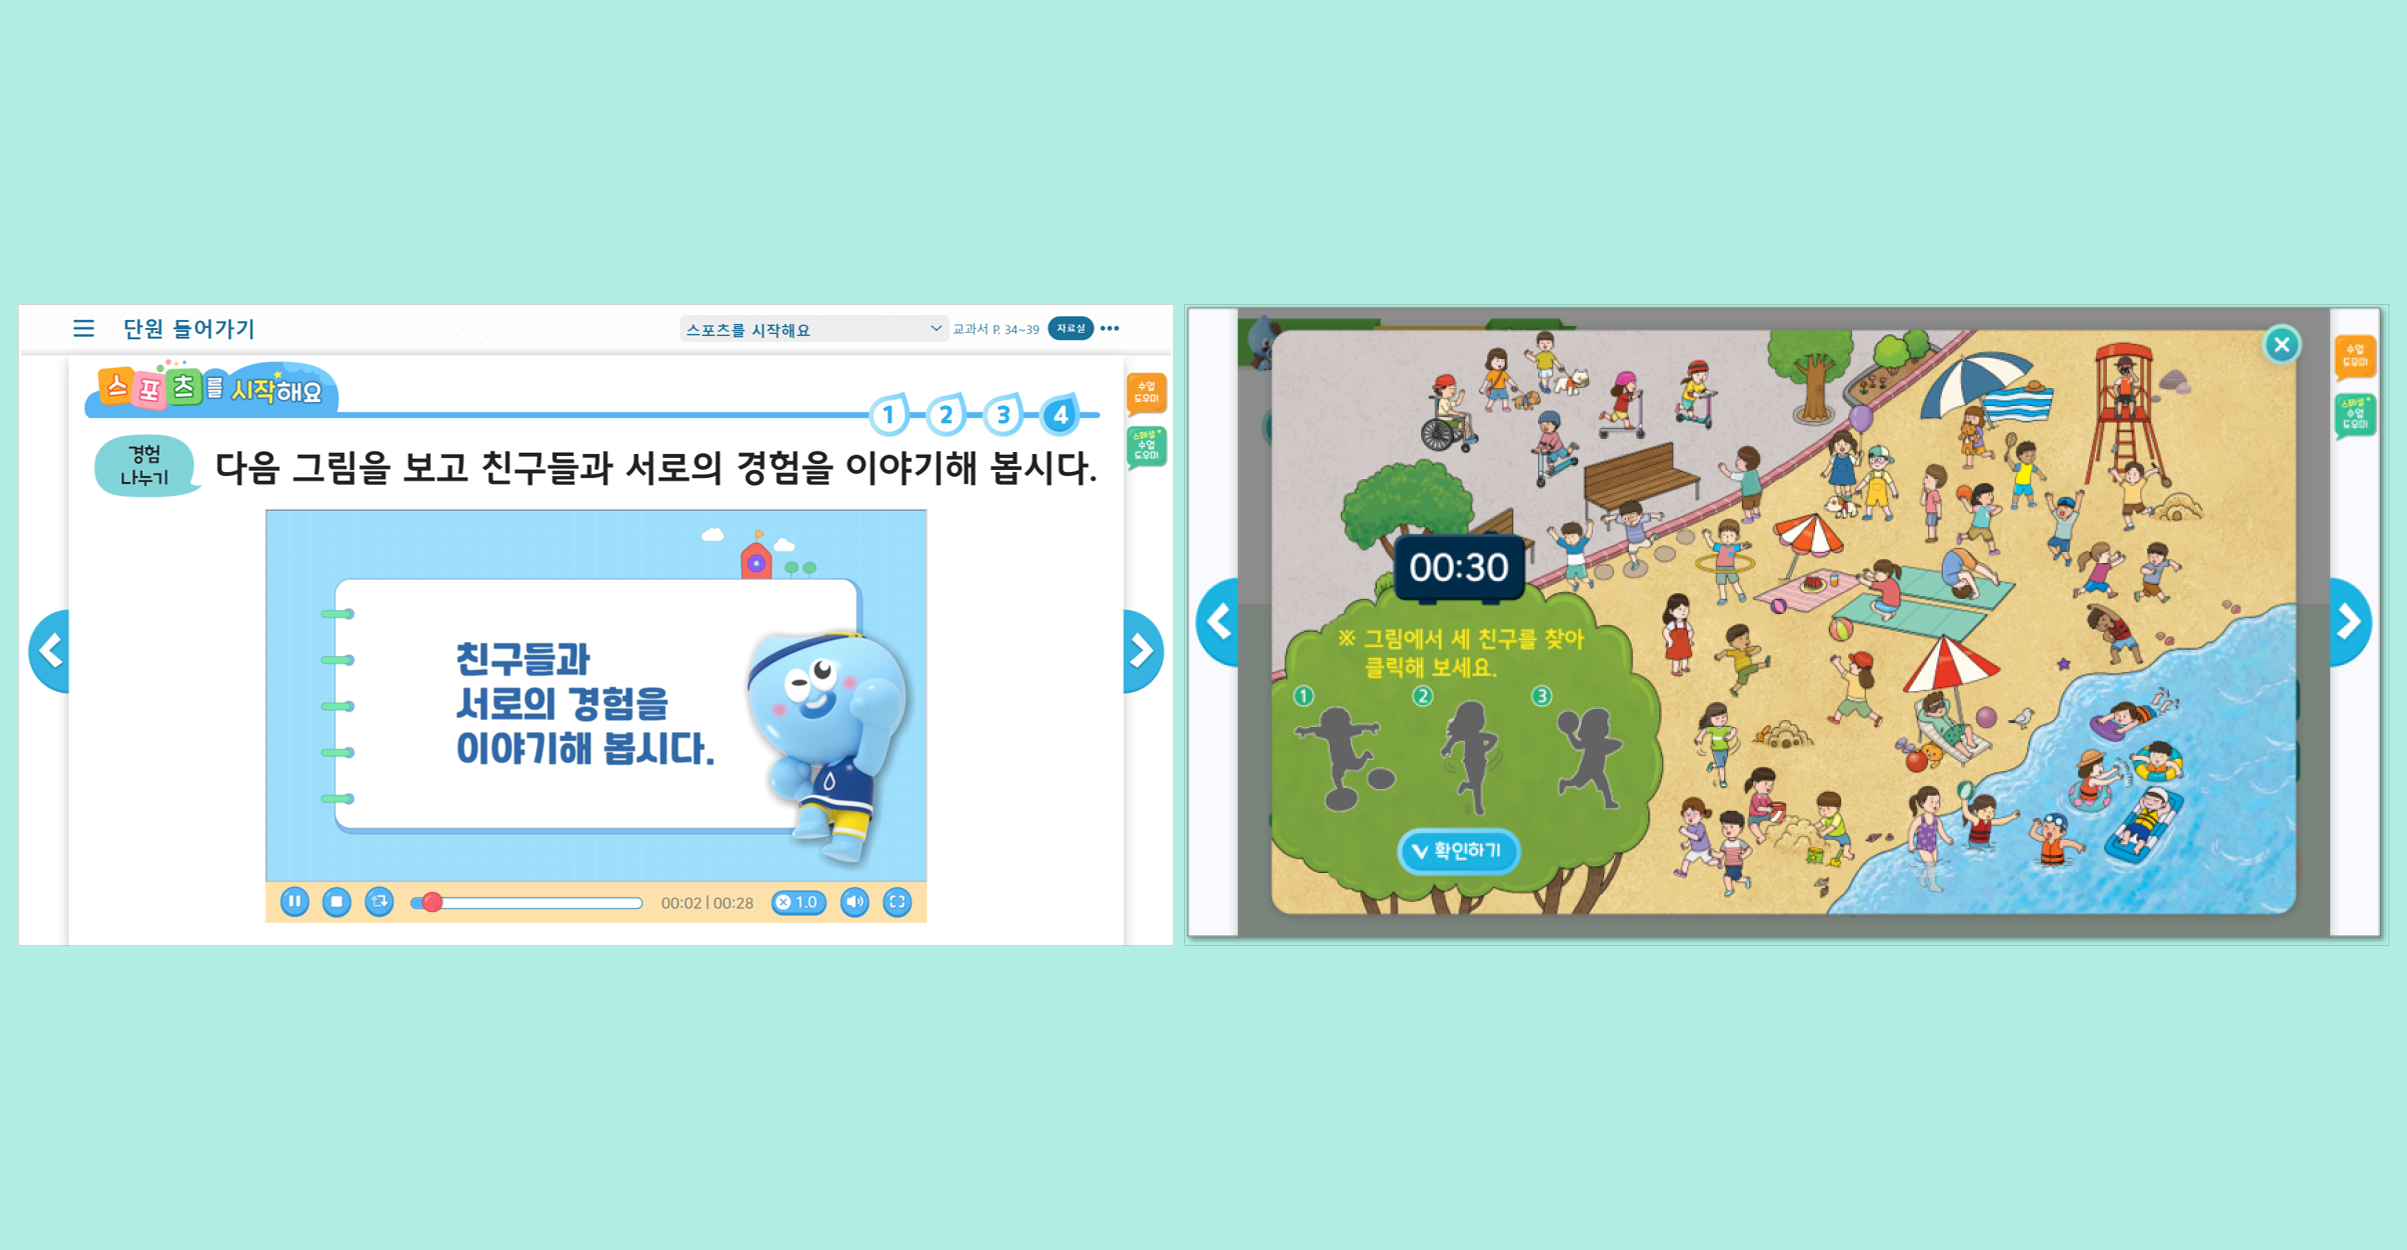 단원 들어가기
스포츠를 시작해요
교과서 P. 34~39
자료실
스포츠를 시작해요
1 2 3 4
수업
도우미
스페셜
수업
도우미
경험
나누기
다음 그림을 보고 친구들과 서로의 경험을 이야기해 봅시다.
친구들과
서로의 경험을
이야기해 봅시다.
00:02 | 00:28
1.0
00:30
※ 그림에서 세 친구를 찾아
클릭해 보세요.
1 2 3
확인하기
수업
도우미
스페셜
수업
도우미